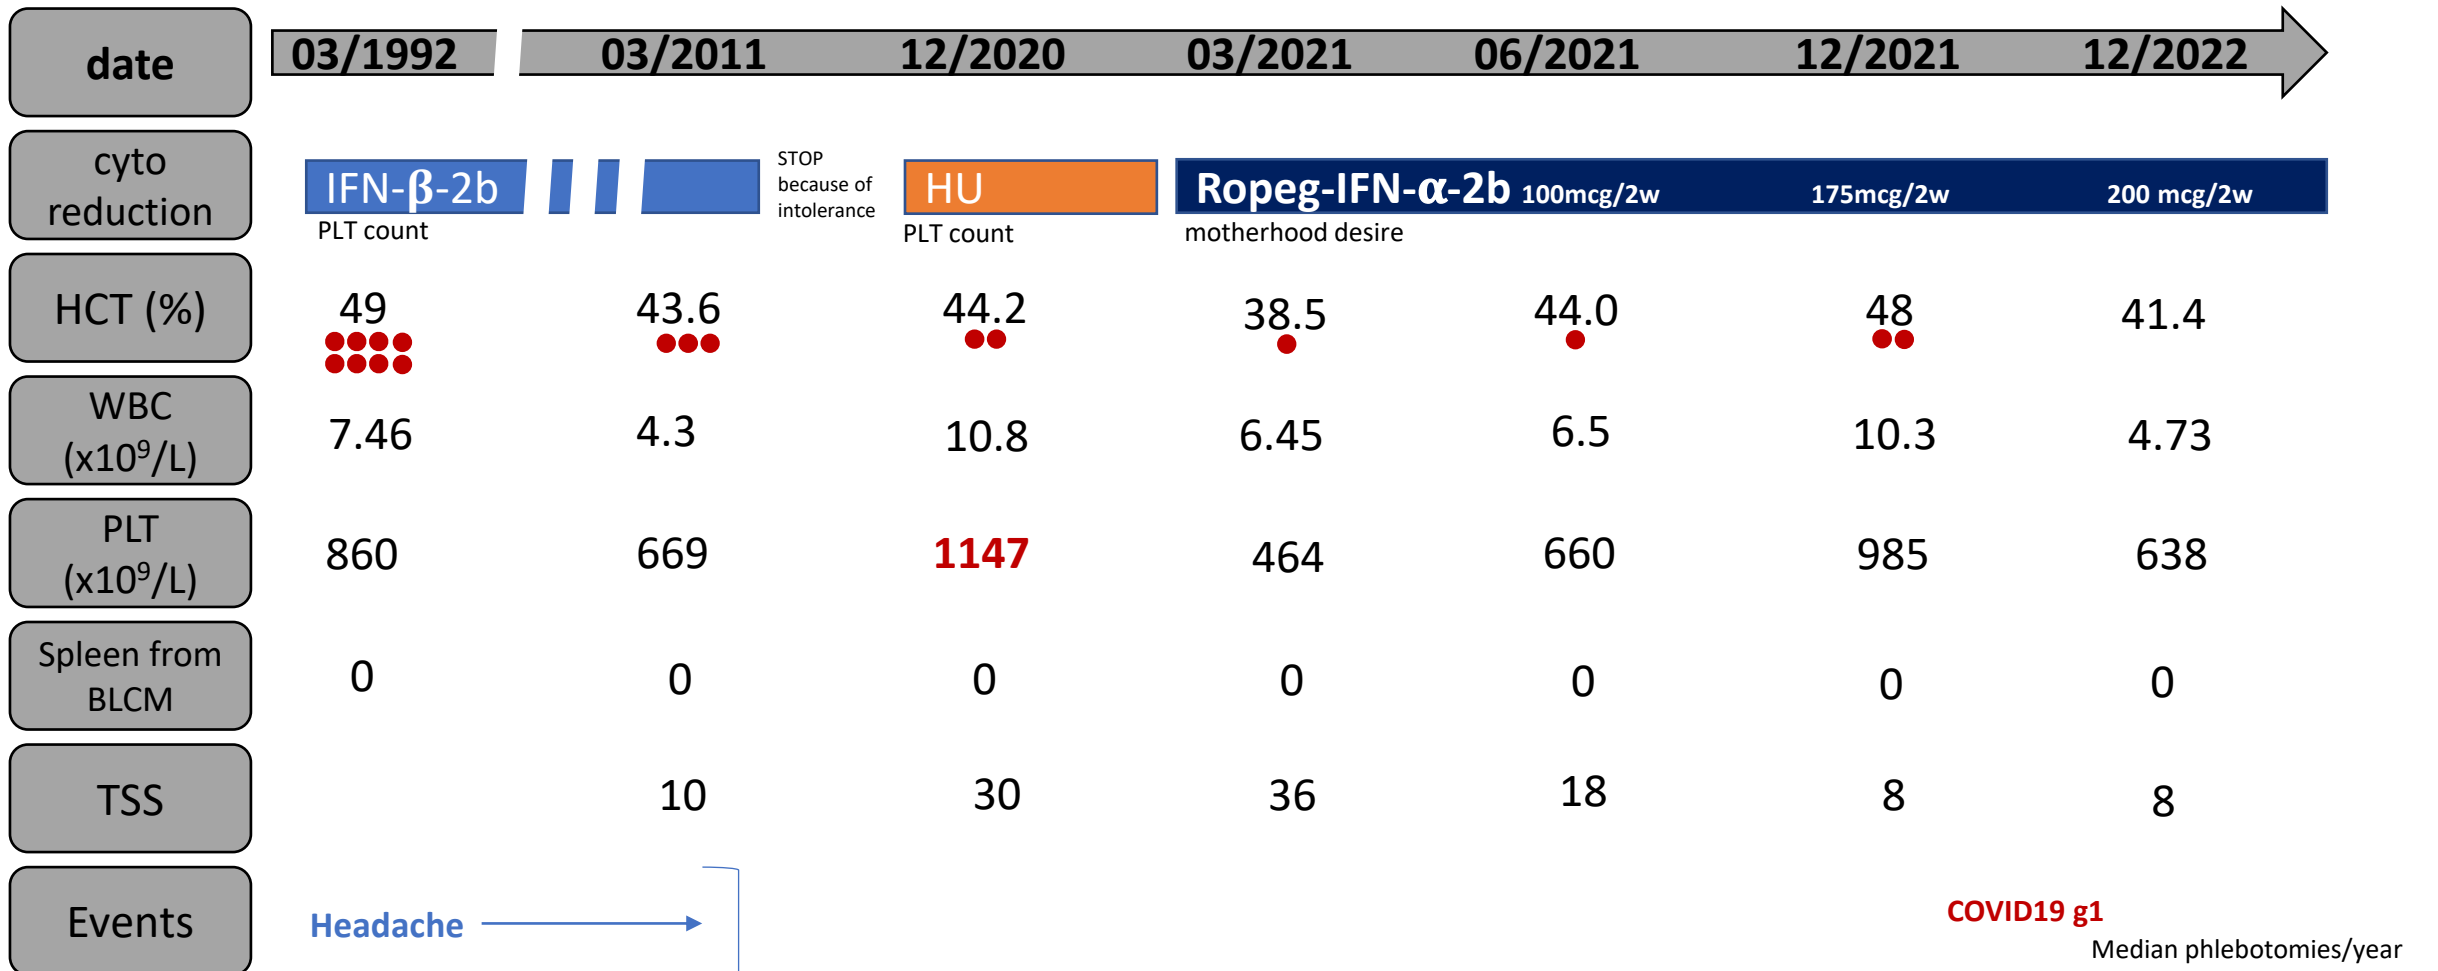 date 03/1992 03/2011 12/2020 03/2021 06/2021 12/2021 12/2022
cyto
reduction
IFN-β-2b
PLT count
STOP
because of
intolerance
HU
PLT count
Ropeg-IFN-α-2b 100mcg/2w 175mcg/2w 200 mcg/2w
motherhood desire
HCT (%) 49 43.6 44.2 38.5 44.0 48 41.4
WBC
(x10⁹/L)
7.46 4.3 10.8 6.45 6.5 10.3 4.73
PLT
(x10⁹/L)
860 669 1147 464 660 985 638
Spleen from
BLCM
0 0 0 0 0 0 0
TSS 10 30 36 18 8 8
Events Headache COVID19 g1
Median phlebotomies/year